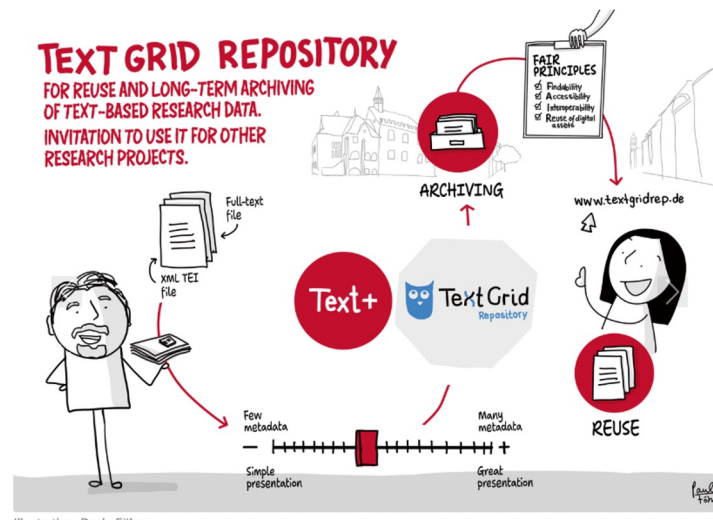 TEXT GRID REPOSITORY
FOR REUSE AND LONG-TERM ARCHIVING
OF TEXT-BASED RESEARCH DATA.
INVITATION TO USE IT FOR OTHER
RESEARCH PROJECTS.
FAIR
PRINCIPLES
Findability
Accessibility
Interoperability
Reuse of digital
assets
ARCHIVING
www.textgridrep.de
Full-text
file
XML TEI
file
Text+
TextGrid
Repository
REUSE
Few
metadata
Many
metadata
− +
Simple
presentation
Great
presentation